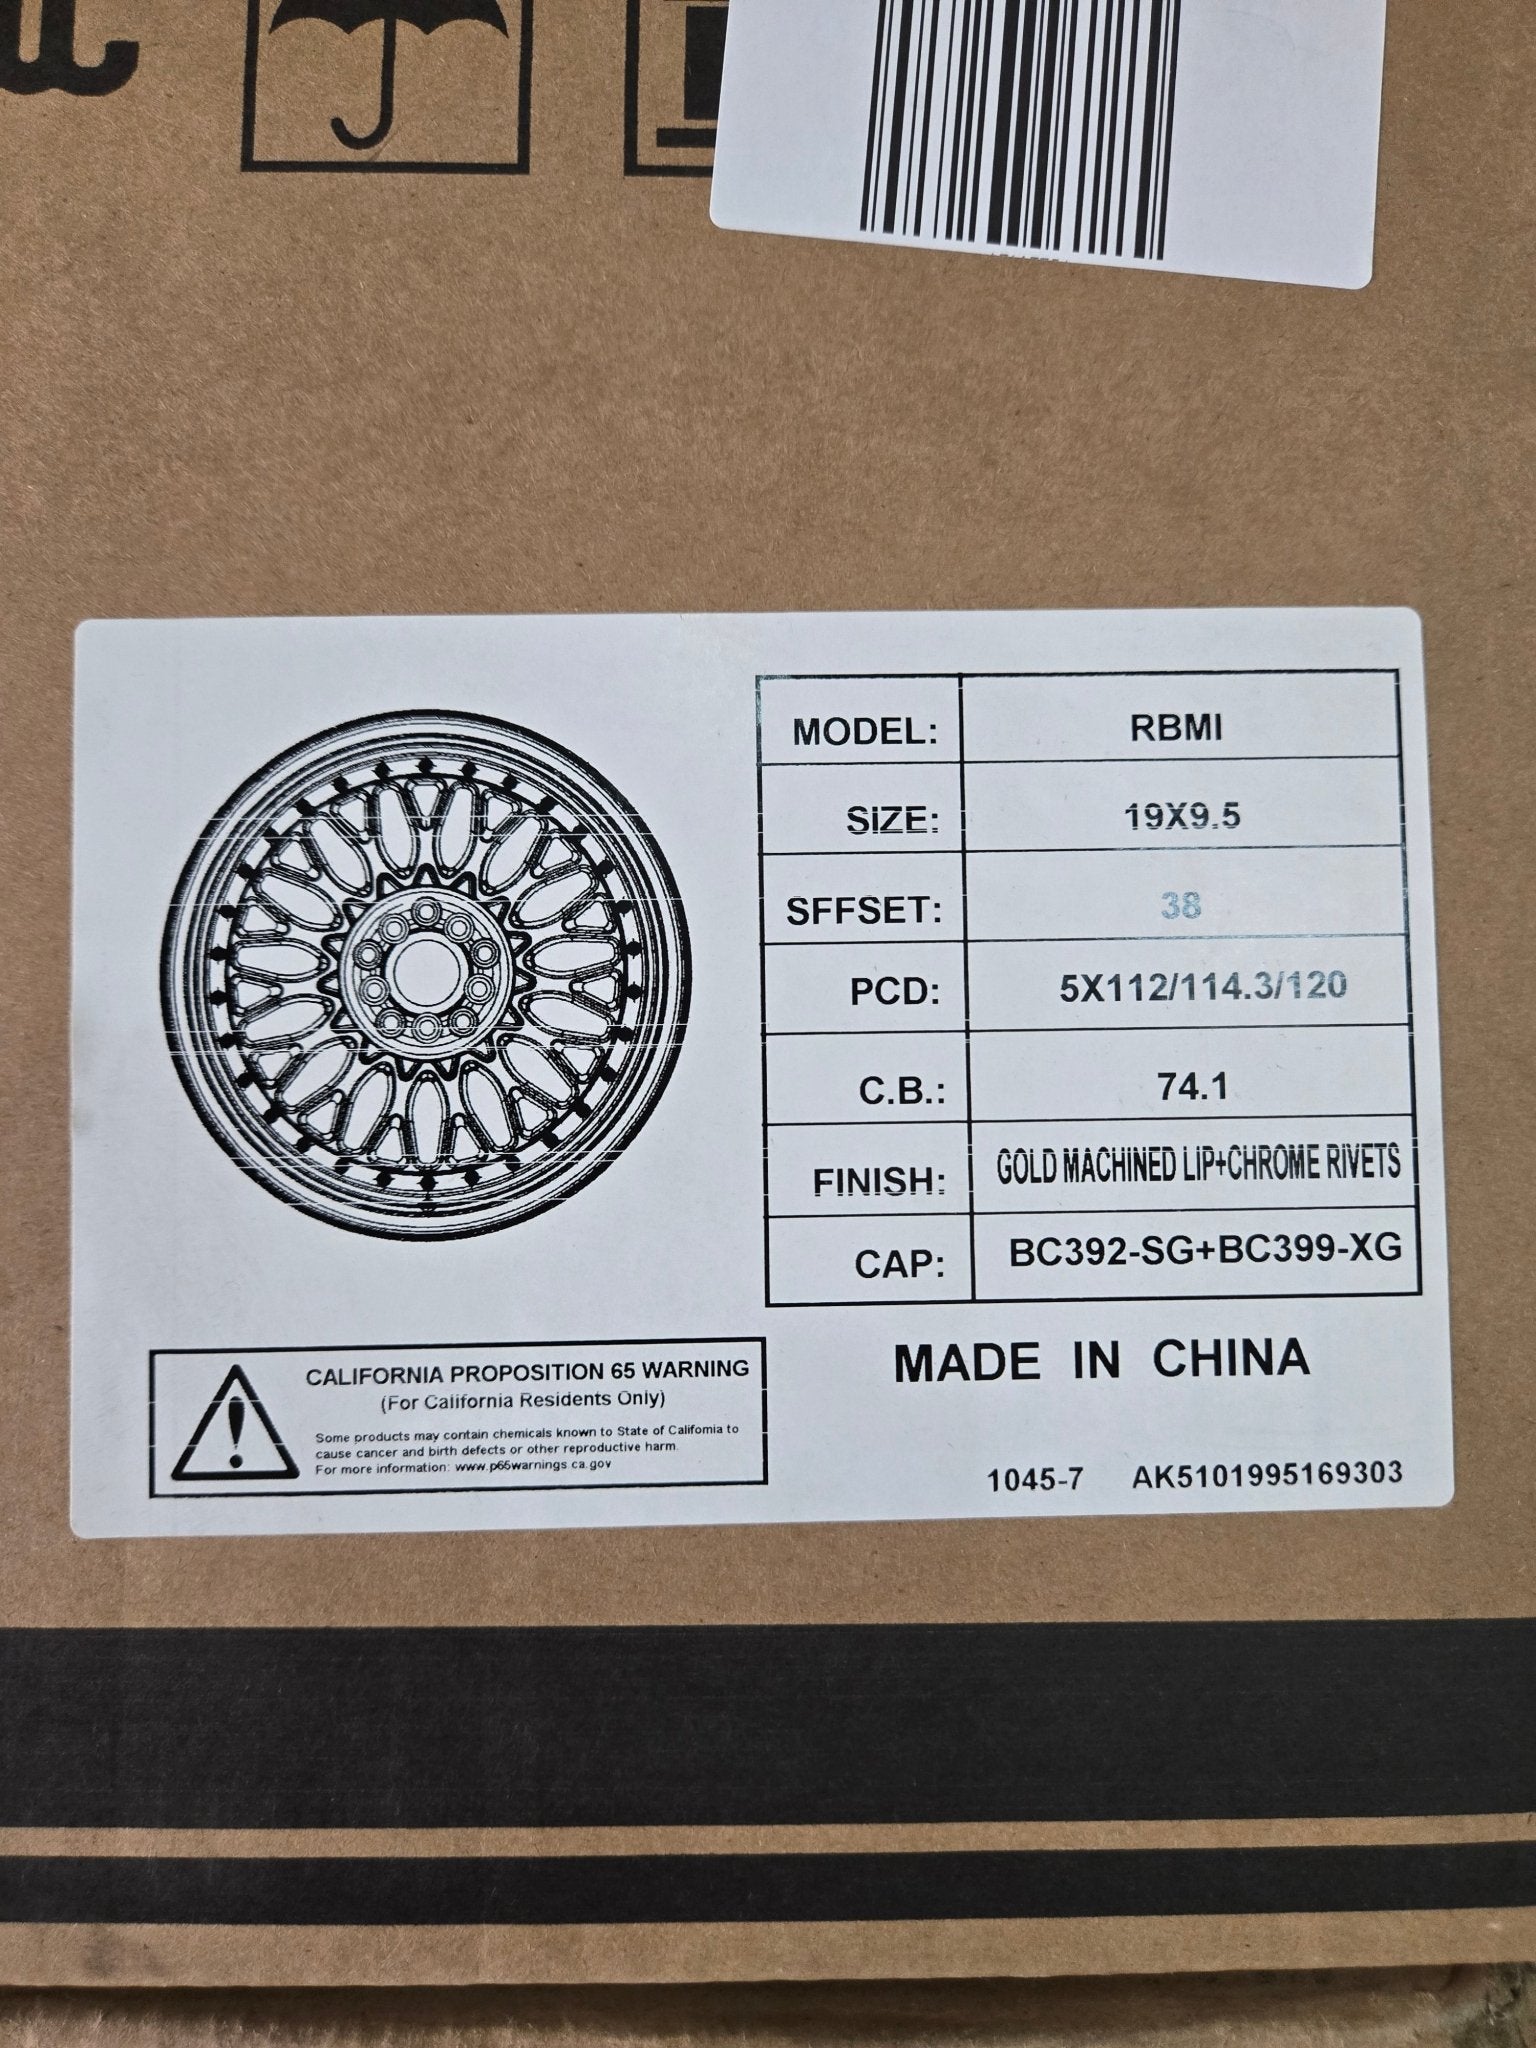 MODEL: RBMI
SIZE: 19X9.5
SFFSET: 38
PCD: 5X112/114.3/120
C.B.: 74.1
FINISH: GOLD MACHINED LIP+CHROME RIVETS
CAP: BC392-SG+BC399-XG
CALIFORNIA PROPOSITION 65 WARNING
(For California Residents Only)
Some products may contain chemicals known to State of California to
cause cancer and birth defects or other reproductive harm.
For more information: www.p65warnings.ca.gov
MADE IN CHINA
1045-7 AK5101995169303